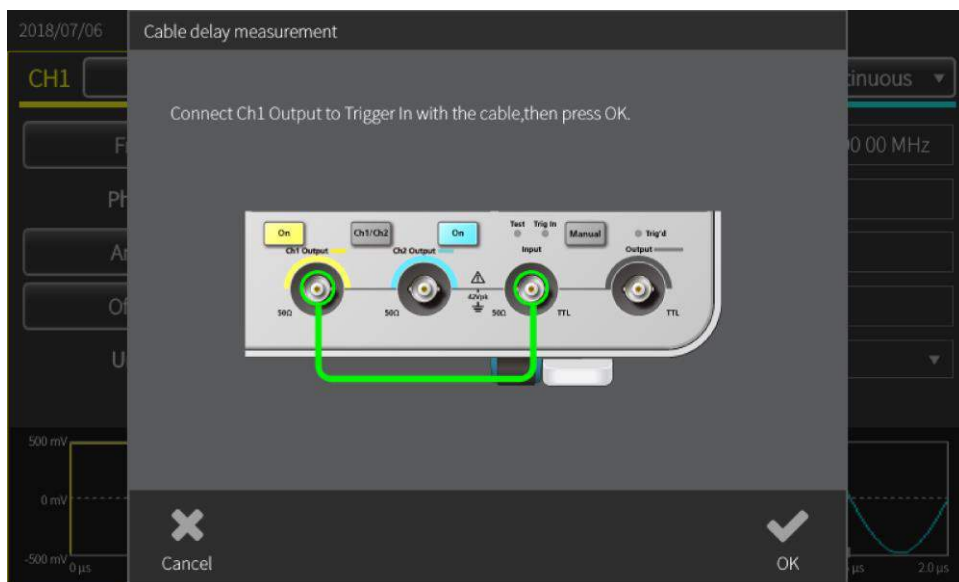 2018/07/06
Cable delay measurement
CH1
tinuous
Connect Ch1 Output to Trigger In with the cable,then press OK.
F
00 00 MHz
Ph
On
Ch1/Ch2
On
Test
Trig In
Manual
Trig'd
Ch1 Output
Ch2 Output
Input
Output
42Vpk
50Ω
50Ω
50Ω
TTL
TTL
Of
U
500 mV
0 mV
-500 mV
0 µs
Cancel
OK
µs
2.0 µs